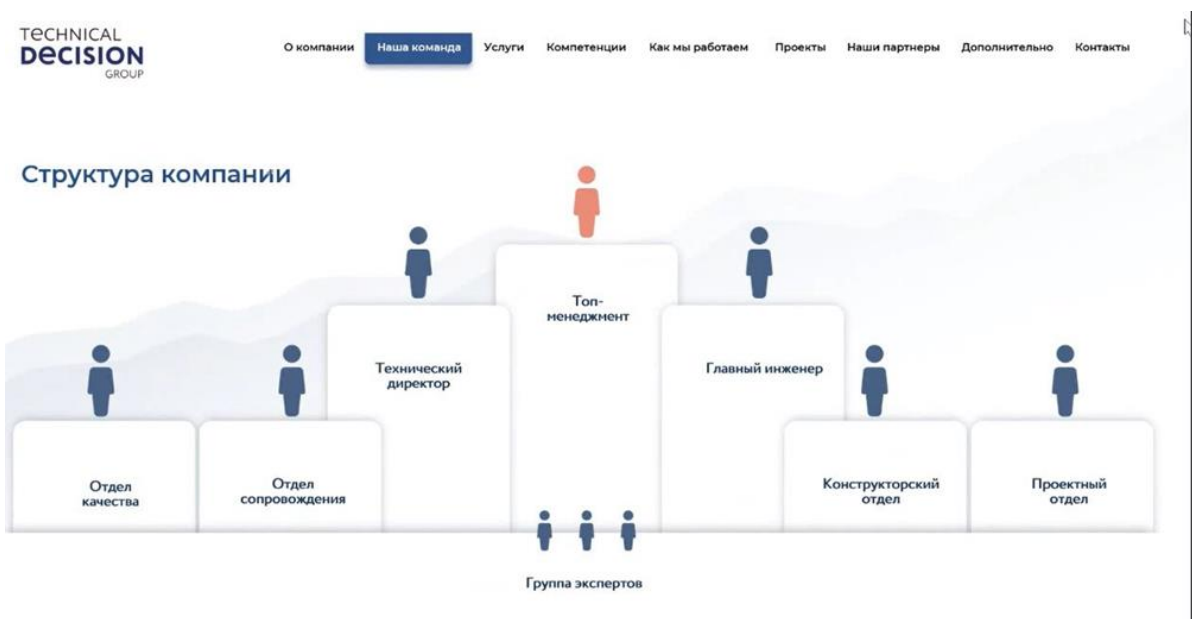 TECHNICAL
DECISION
GROUP
О компании Наша команда Услуги Компетенции Как мы работаем Проекты Наши партнеры Дополнительно Контакты
Структура компании
Топ-
менеджмент
Технический
директор
Главный инженер
Отдел
качества
Отдел
сопровождения
Конструкторский
отдел
Проектный
отдел
Группа экспертов